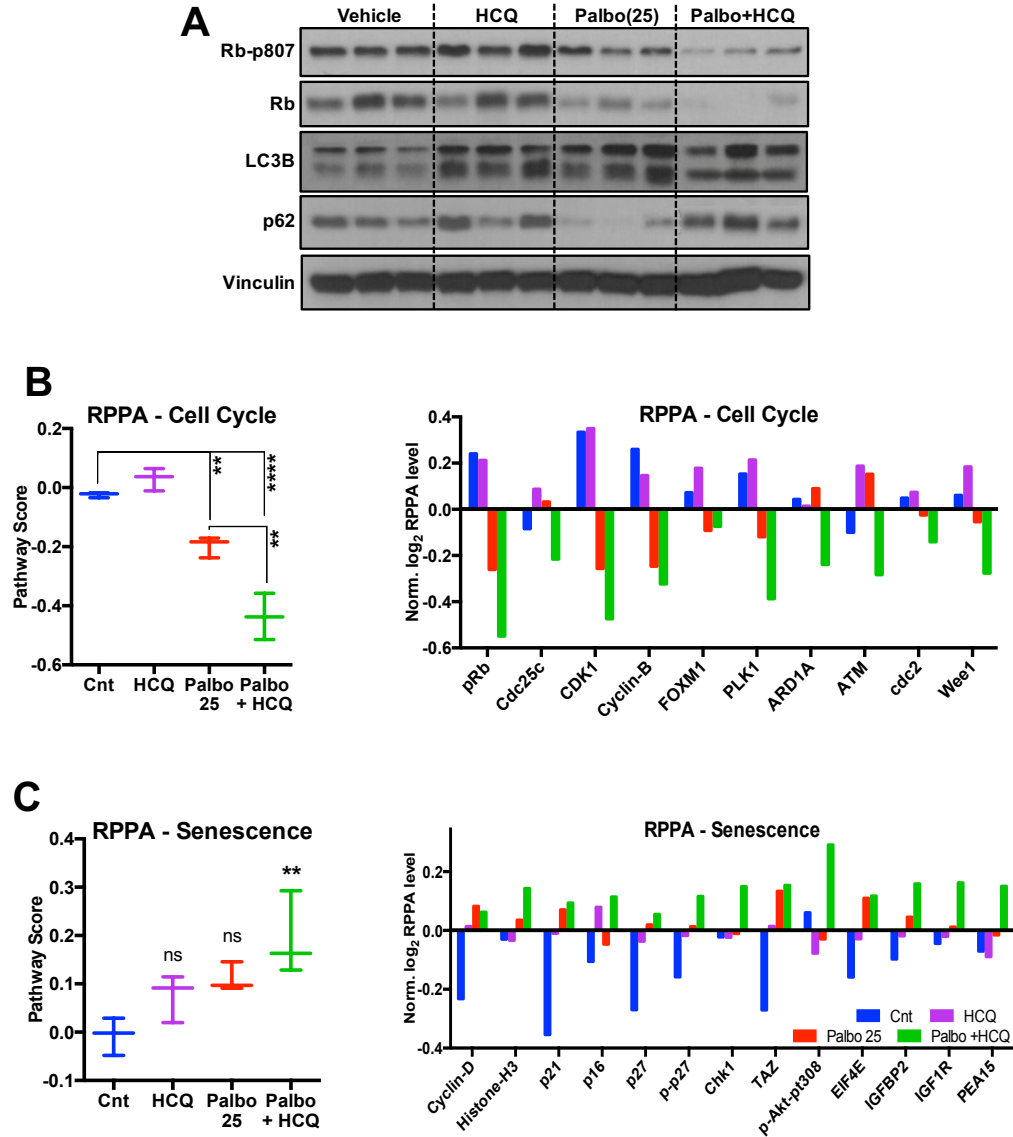 A
Vehicle HCQ Palbo(25) Palbo+HCQ
Rb-p807
Rb
LC3B
p62
Vinculin
B
RPPA - Cell Cycle
Pathway Score
0.2
0.0
-0.2
-0.4
-0.6
**
****
**
Cnt HCQ Palbo 25 Palbo + HCQ
RPPA - Cell Cycle
Norm. log2 RPPA level
0.4
0.2
0.0
-0.2
-0.4
-0.6
pRb Cdc25c CDK1 Cyclin-B FOXM1 PLK1 ARD1A ATM cdc2 Wee1
C
RPPA - Senescence
Pathway Score
0.4
0.3
0.2
0.1
0.0
-0.1
ns
ns
**
Cnt HCQ Palbo 25 Palbo + HCQ
RPPA - Senescence
Norm. log2 RPPA level
0.2
0.0
-0.2
-0.4
Cnt HCQ
Palbo 25 Palbo +HCQ
Cyclin-D Histone-H3 p21 p16 p27 p-p27 Chk1 TAZ p-Akt-pt308 EIF4E IGFBP2 IGF1R PEA15